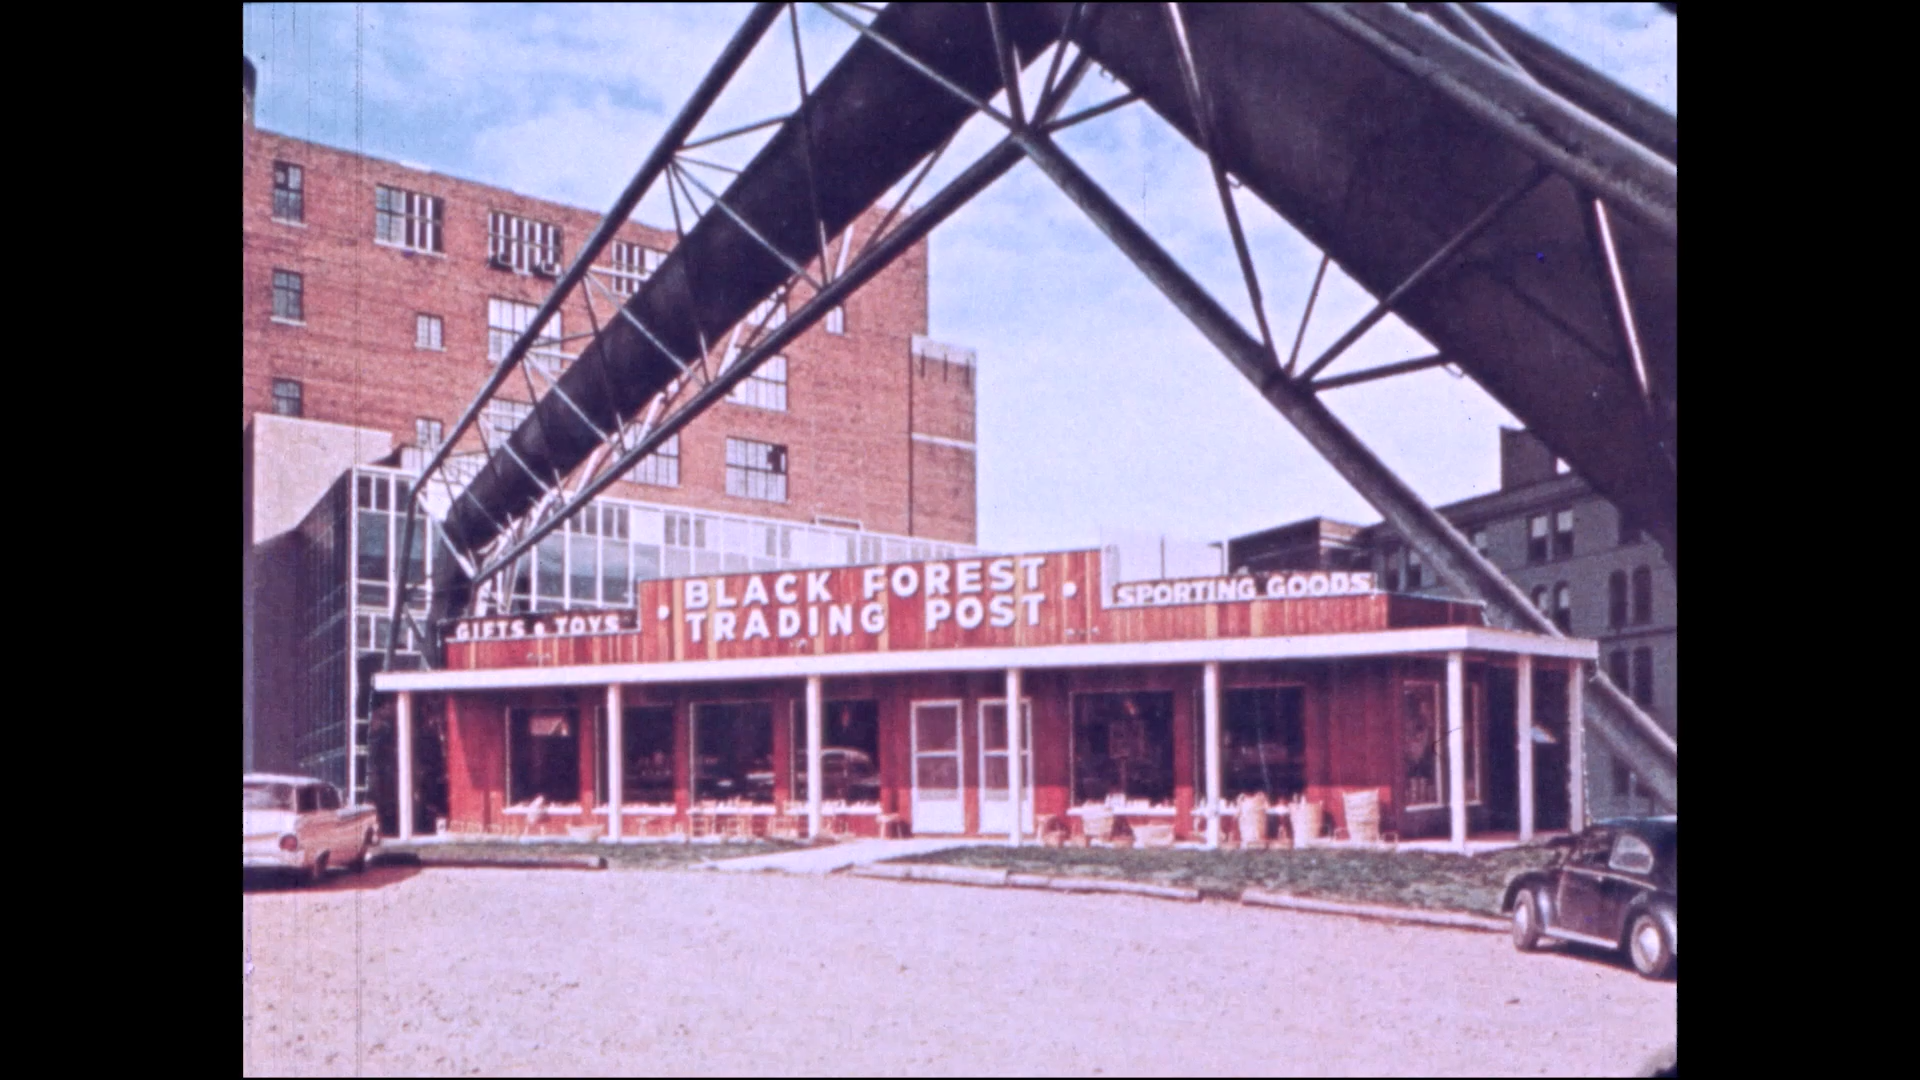 • BLACK FOREST •
TRADING POST
SPORTING GOODS
GIFTS & TOYS